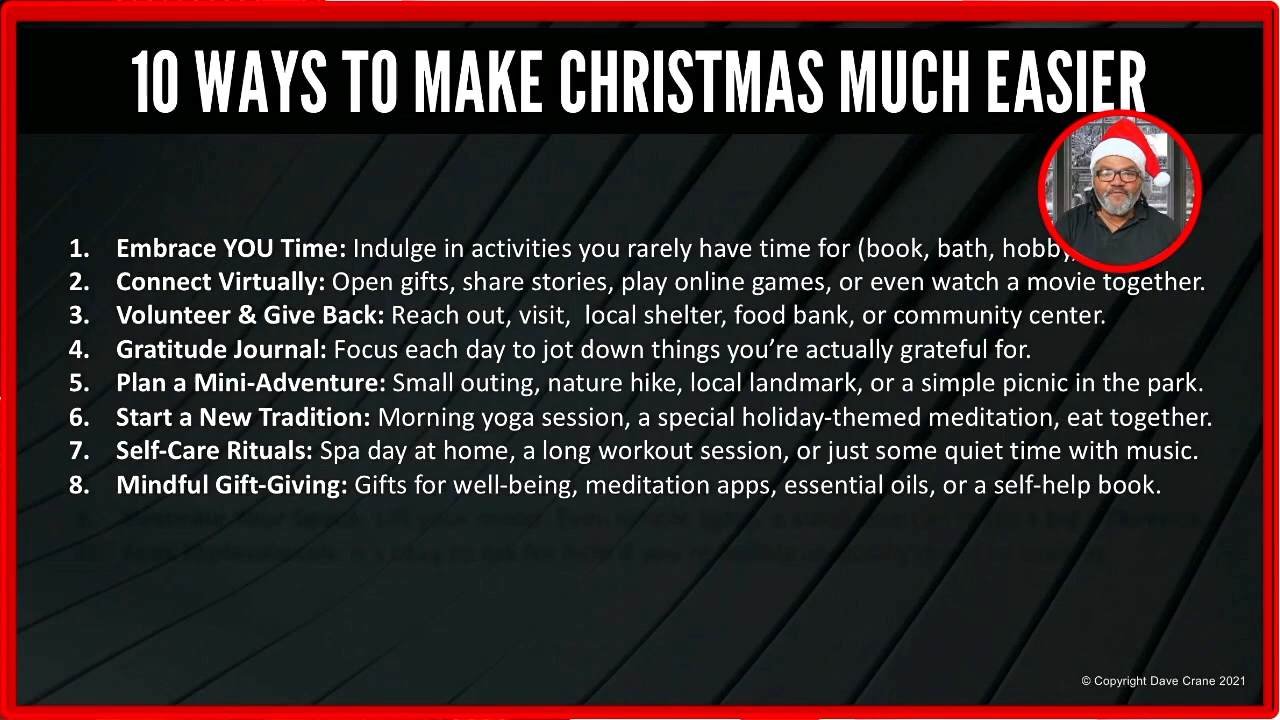 10 WAYS TO MAKE CHRISTMAS MUCH EASIER
1. Embrace YOU Time: Indulge in activities you rarely have time for (book, bath, hobby,
2. Connect Virtually: Open gifts, share stories, play online games, or even watch a movie together.
3. Volunteer & Give Back: Reach out, visit,  local shelter, food bank, or community center.
4. Gratitude Journal: Focus each day to jot down things you’re actually grateful for.
5. Plan a Mini-Adventure: Small outing, nature hike, local landmark, or a simple picnic in the park.
6. Start a New Tradition: Morning yoga session, a special holiday-themed meditation, eat together.
7. Self-Care Rituals: Spa day at home, a long workout session, or just some quiet time with music.
8. Mindful Gift-Giving: Gifts for well-being, meditation apps, essential oils, or a self-help book.
© Copyright Dave Crane 2021